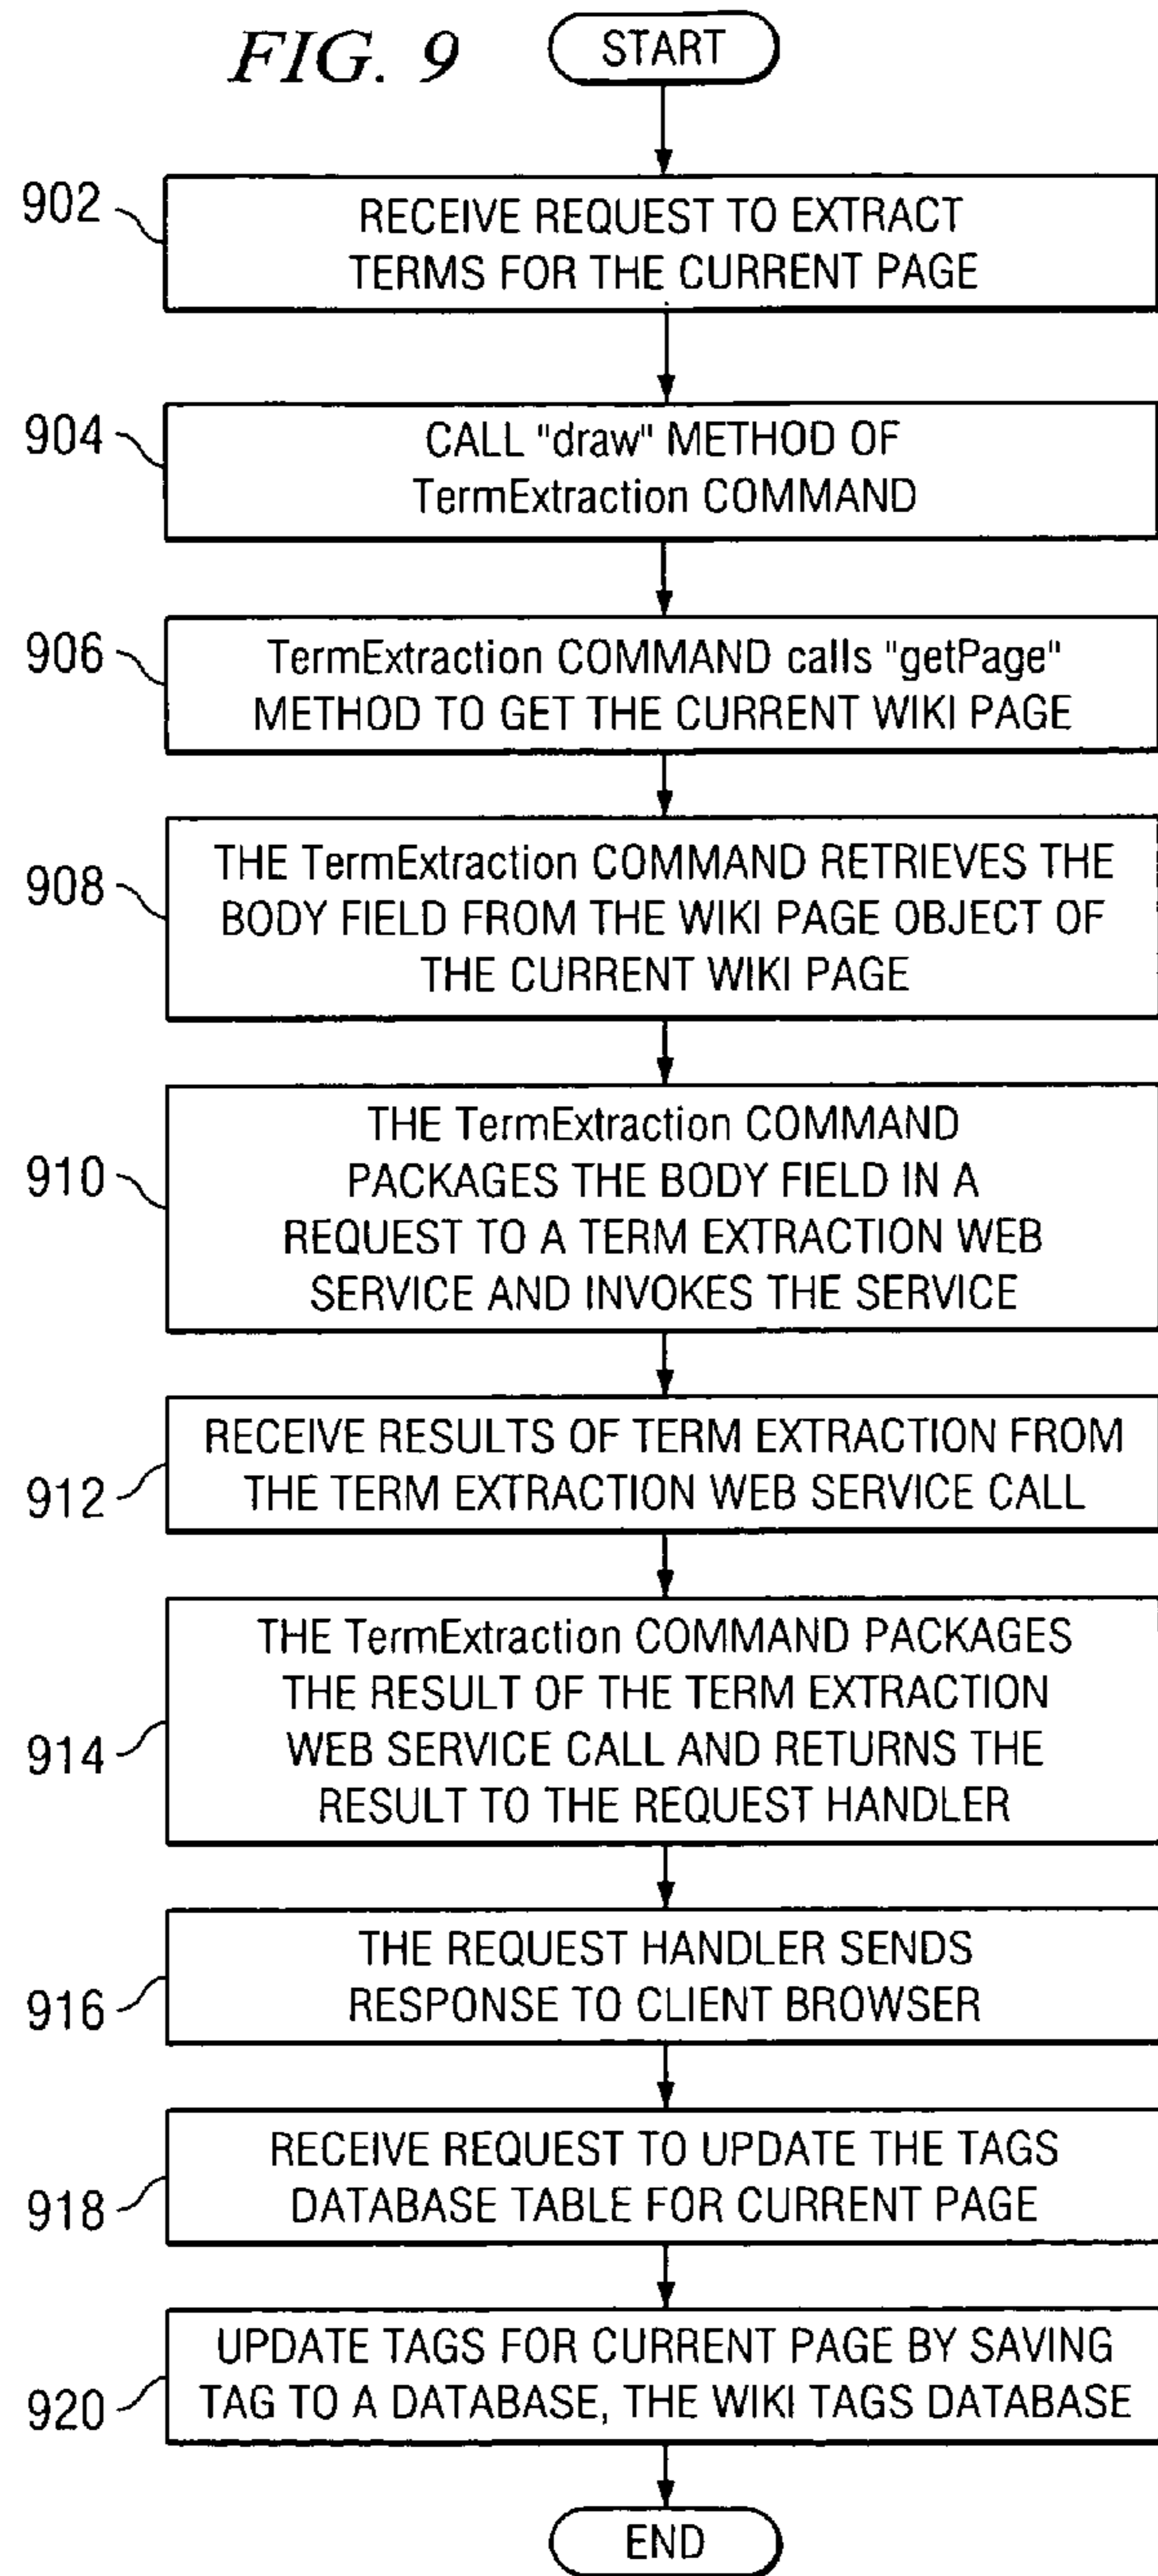 FIG. 9
START
902
RECEIVE REQUEST TO EXTRACT
TERMS FOR THE CURRENT PAGE
904
CALL "draw" METHOD OF
TermExtraction COMMAND
906
TermExtraction COMMAND calls "getPage"
METHOD TO GET THE CURRENT WIKI PAGE
908
THE TermExtraction COMMAND RETRIEVES THE
BODY FIELD FROM THE WIKI PAGE OBJECT OF
THE CURRENT WIKI PAGE
910
THE TermExtraction COMMAND
PACKAGES THE BODY FIELD IN A
REQUEST TO A TERM EXTRACTION WEB
SERVICE AND INVOKES THE SERVICE
912
RECEIVE RESULTS OF TERM EXTRACTION FROM
THE TERM EXTRACTION WEB SERVICE CALL
914
THE TermExtraction COMMAND PACKAGES
THE RESULT OF THE TERM EXTRACTION
WEB SERVICE CALL AND RETURNS THE
RESULT TO THE REQUEST HANDLER
916
THE REQUEST HANDLER SENDS
RESPONSE TO CLIENT BROWSER
918
RECEIVE REQUEST TO UPDATE THE TAGS
DATABASE TABLE FOR CURRENT PAGE
920
UPDATE TAGS FOR CURRENT PAGE BY SAVING
TAG TO A DATABASE, THE WIKI TAGS DATABASE
END